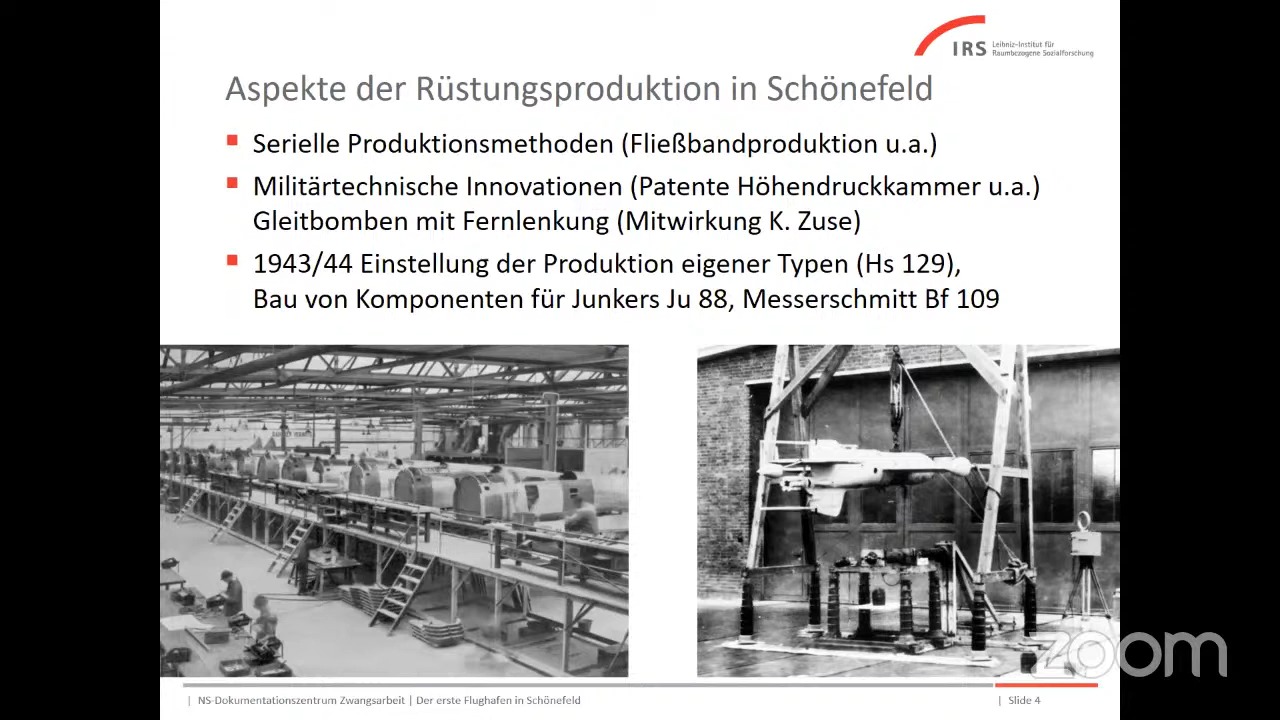 IRS Leibniz-Institut für
Raumbezogene Sozialforschung
Aspekte der Rüstungsproduktion in Schönefeld
Serielle Produktionsmethoden (Fließbandproduktion u.a.)
Militärtechnische Innovationen (Patente Höhendruckkammer u.a.)
Gleitbomben mit Fernlenkung (Mitwirkung K. Zuse)
1943/44 Einstellung der Produktion eigener Typen (Hs 129),
Bau von Komponenten für Junkers Ju 88, Messerschmitt Bf 109
zoom
| NS-Dokumentationszentrum Zwangsarbeit | Der erste Flughafen in Schönefeld
| Slide 4